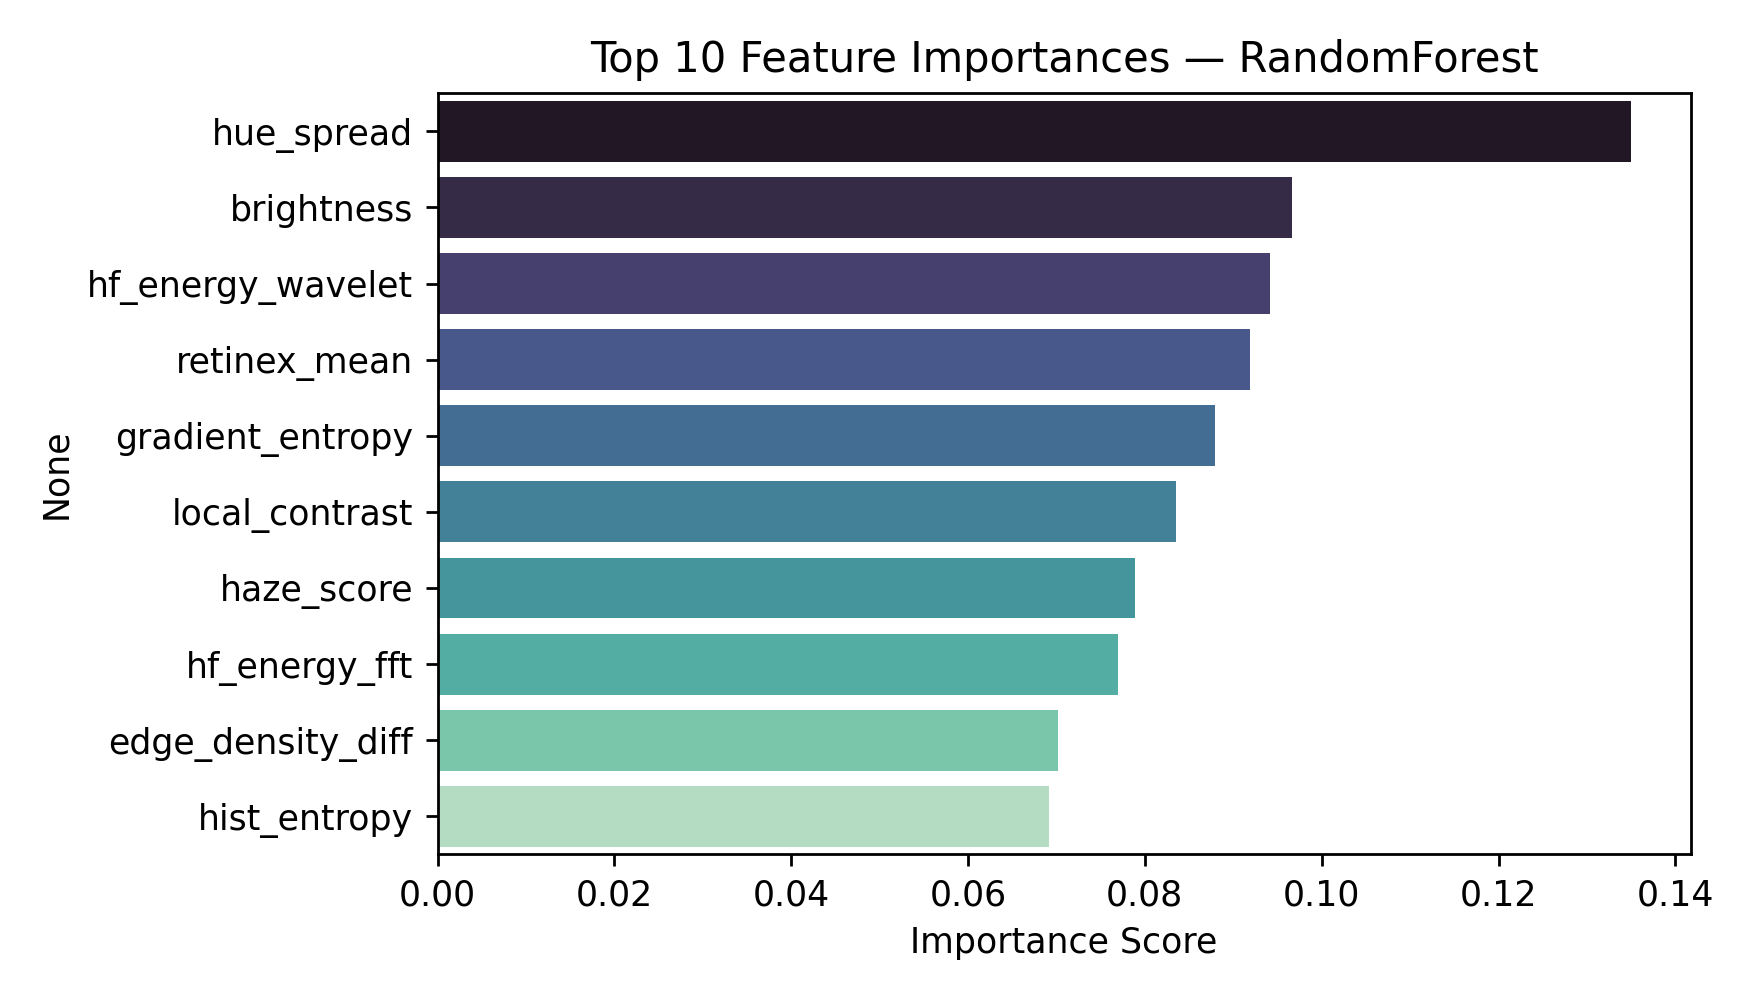 Top 10 Feature Importances — RandomForest
hue_spread
brightness
hf_energy_wavelet
retinex_mean
gradient_entropy
local_contrast
haze_score
hf_energy_fft
edge_density_diff
hist_entropy
None
0.00 0.02 0.04 0.06 0.08 0.10 0.12 0.14
Importance Score